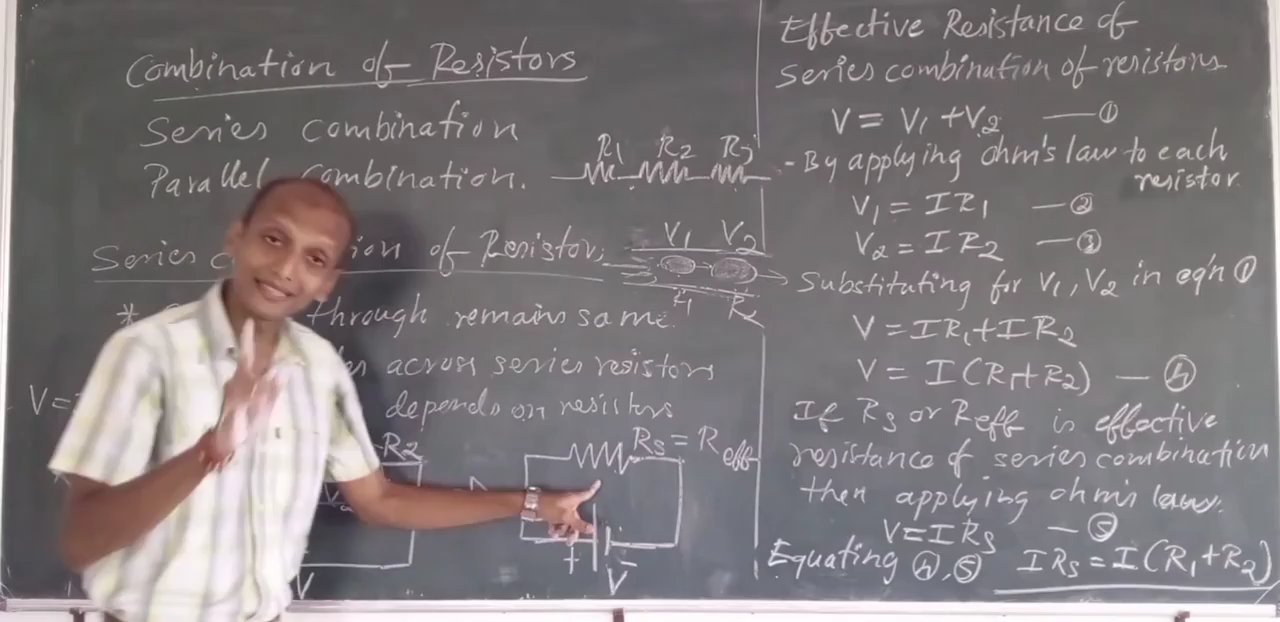 Combination of Resistors
Series combination
Parallel combination.
R1 R2 R3
Series ion of Resistors
V1 V2
R1 R2
* through remains same.
across series resistors
V=
depends on resistors
R2
Rs = Reff
+ -
V
V
Effective Resistance of
series combination of resistors
V = V1 + V2 — ①
- By applying ohm's law to each
resistor
V1 = IR1 — ②
V2 = IR2 — ③
Substituting for V1, V2 in eq'n ①
V = IR1 + IR2
V = I(R1+R2) — ④
If Rs or Reff is effective
resistance of series combination
then applying ohm's law.
V=IRs — ⑤
Equating ④, ⑤ IRs = I(R1+R2)